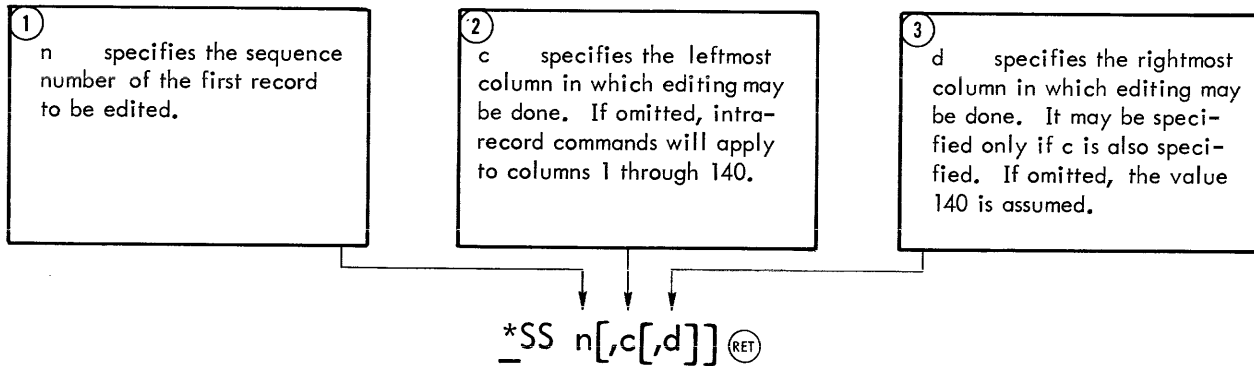 1
n specifies the sequence
number of the first record
to be edited.
2
c specifies the leftmost
column in which editing may
be done. If omitted, intra-
record commands will apply
to columns 1 through 140.
3
d specifies the rightmost
column in which editing may
be done. It may be speci-
fied only if c is also speci-
fied. If omitted, the value
140 is assumed.
*SS n[,c[,d]] RET